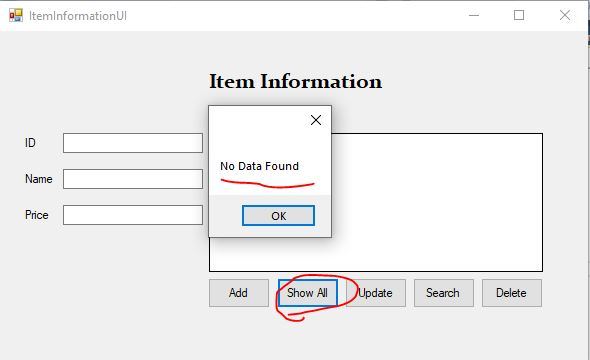 ItemInformationUI
Item Information
ID
Name
Price
No Data Found
OK
Add
Show All
Update
Search
Delete